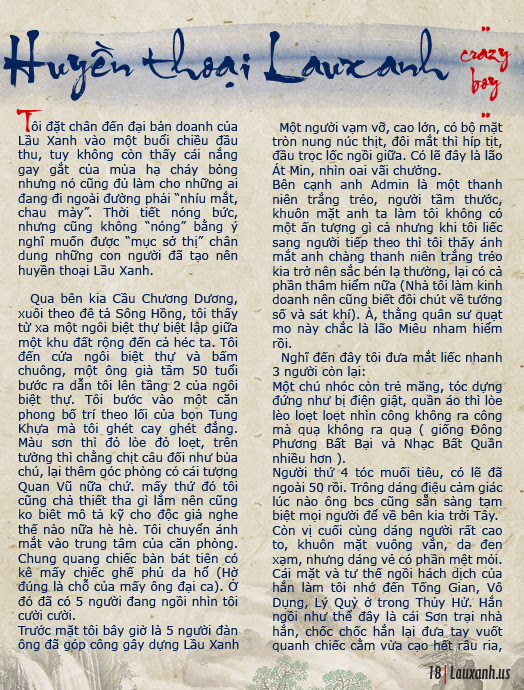 Huyền thoại Lauxanh
"
crazy
boy
"
Tôi đặt chân đến đại bản doanh của
Lầu Xanh vào một buổi chiều đầu
thu, tuy không còn thấy cái nắng
gay gắt của mùa hạ cháy bỏng
nhưng nó cũng đủ làm cho những ai
đang đi ngoài đường phải “nhíu mắt,
chau mày”. Thời tiết nóng bức,
nhưng cũng không “nóng” bằng ý
nghĩ muốn được “mục sở thị” chân
dung những con người đã tạo nên
huyền thoại Lầu Xanh.
Qua bên kia Cầu Chương Dương,
xuôi theo đê tả Sông Hồng, tôi thấy
từ xa một ngôi biệt thự biệt lập giữa
một khu đất rộng đến cả héc ta. Tôi
đến cửa ngôi biệt thự và bấm
chuông, một ông già tầm 50 tuổi
bước ra dẫn tôi lên tầng 2 của ngôi
biệt thự. Tôi bước vào một căn
phong bố trí theo lối của bọn Tung
Khựa mà tôi ghét cay ghét đắng.
Màu sơn thì đỏ lòe đỏ loẹt, trên
tường thì chằng chịt câu đối như bùa
chú, lại thêm góc phòng có cái tượng
Quan Vũ nữa chứ. mấy thứ đó tôi
cũng chả thiết tha gì lắm nên cũng
ko biêt mô tả kỹ cho độc giả nghe
thế nào nữa hè hè. Tôi chuyển ánh
mắt vào trung tâm của căn phòng.
Chung quang chiếc bàn bát tiên có
kê mấy chiếc ghế phủ da hổ (Hờ
đúng là chỗ của mấy ông đại ca). Ở
đó đã có 5 người đang ngồi nhìn tôi
cười cười.
Trước mặt tôi bây giờ là 5 người đàn
ông đã góp công gây dựng Lầu Xanh
Một người vạm vỡ, cao lớn, có bộ mặt
tròn nung núc thịt, đôi mắt thì híp tịt,
đầu trọc lốc ngồi giữa. Có lẽ đây là lão
Át Min, nhìn oai vãi chưởng.
Bên cạnh anh Admin là một thanh
niên trắng trẻo, người tầm thước,
khuôn mặt anh ta làm tôi không có
một ấn tượng gì cả nhưng khi tôi liếc
sang người tiếp theo thì tôi thấy ánh
mắt anh chàng thanh niên trắng trẻo
kia trở nên sắc bén lạ thường, lại có cả
phần thâm hiểm nữa (Nhà tôi làm kinh
doanh nên cũng biết đôi chút về tướng
số và sát khí). À, thằng quân sư quạt
mo này chắc là lão Miêu nham hiểm
rồi.
Nghĩ đến đây tôi đưa mắt liếc nhanh
3 người còn lại:
Một chú nhóc còn trẻ măng, tóc dựng
đứng như bị điện giật, quần áo thì lòe
lèo loẹt loẹt nhìn công không ra công
mà quạ không ra quạ ( giống Động
Phương Bất Bại và Nhạc Bất Quần
nhiều hơn ).
Người thứ 4 tóc muối tiêu, có lẽ đã
ngoài 50 rồi. Trông dáng điệu cảm giác
lúc nào ông bcs cũng sẵn sàng tạm
biệt mọi người để về bên kia trời Tây.
Còn vị cuối cùng dáng người rất cao
to, khuôn mặt vuông vắn, da đen
xạm, nhưng dáng vẻ có phần mệt mỏi.
Cái mặt và tư thế ngồi hách dịch của
hắn làm tôi nhớ đến Tống Gian, Vô
Dụng, Lý Quỳ ở trong Thủy Hử. Hắn
ngồi như thể đây là cái Sơn trại nhà
hắn, chốc chốc hắn lại đưa tay vuốt
quanh chiếc cằm vừa cạo hết râu ria,
18 | Lauxanh.us